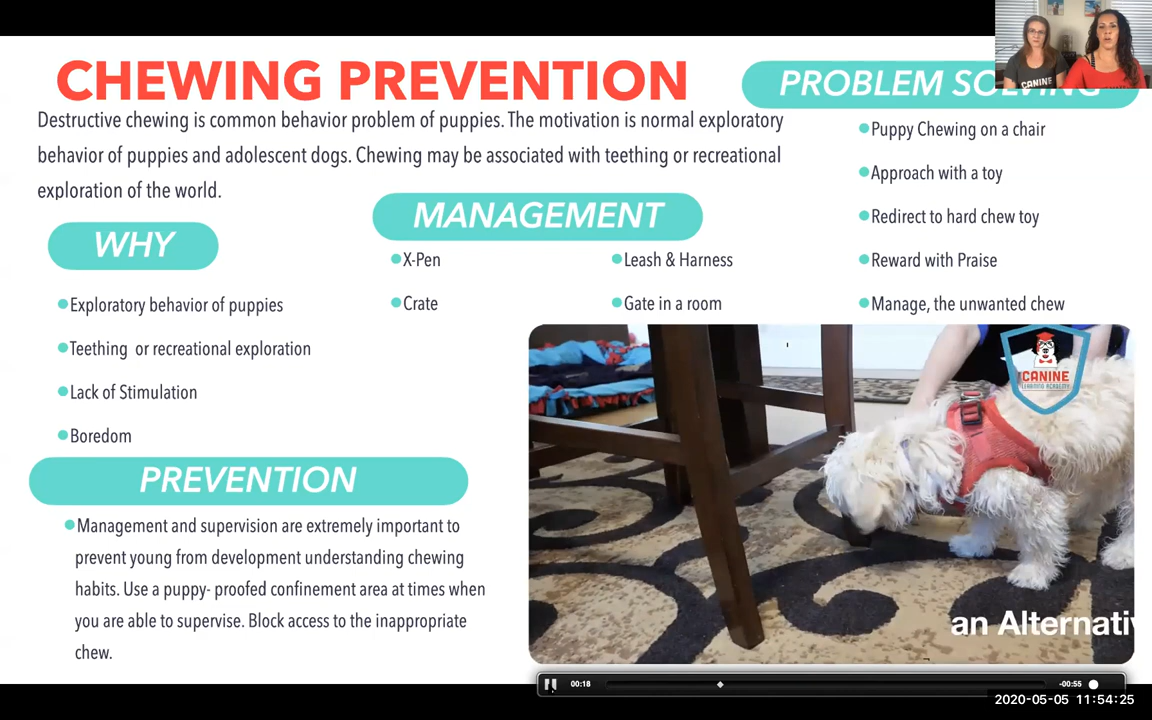 CHEWING PREVENTION
Destructive chewing is common behavior problem of puppies. The motivation is normal exploratory
behavior of puppies and adolescent dogs. Chewing may be associated with teething or recreational
exploration of the world.
WHY
●Exploratory behavior of puppies
●Teething or recreational exploration
●Lack of Stimulation
●Boredom
MANAGEMENT
●X-Pen
●Crate
●Leash & Harness
●Gate in a room
PROBLEM SOLVING
●Puppy Chewing on a chair
●Approach with a toy
●Redirect to hard chew toy
●Reward with Praise
●Manage, the unwanted chew
PREVENTION
●Management and supervision are extremely important to
prevent young from development understanding chewing
habits. Use a puppy- proofed confinement area at times when
you are able to supervise. Block access to the inappropriate
chew.
CANINE
CANINE
LEARNING ACADEMY
an Alternativ
00:18
-00:55
2020-05-05 11:54:25